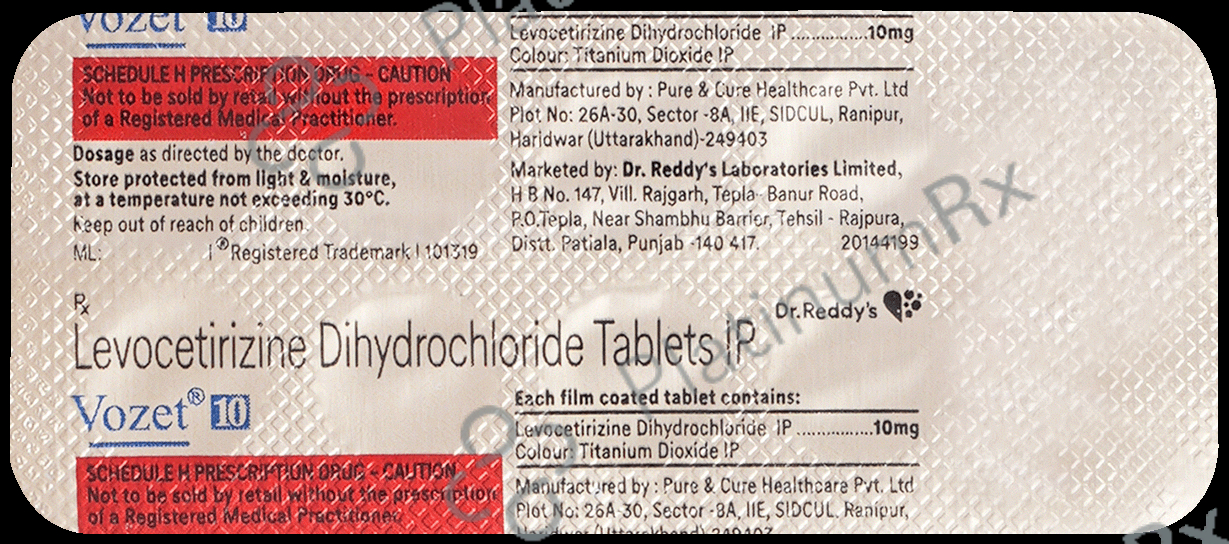 Vozet 10
SCHEDULE H PRESCRIPTION DRUG - CAUTION
Not to be sold by retail without the prescription
of a Registered Medical Practitioner.
Dosage as directed by the doctor.
Store protected from light & moisture,
at a temperature not exceeding 30°C.
Keep out of reach of children.
ML: | ®Registered Trademark | 101319
Levocetirizine Dihydrochloride IP ................10mg
Colour: Titanium Dioxide IP
Manufactured by : Pure & Cure Healthcare Pvt. Ltd
Plot No: 26A-30, Sector -8A, IIE, SIDCUL, Ranipur,
Haridwar (Uttarakhand)-249403
Marketed by: Dr. Reddy's Laboratories Limited,
H B No. 147, Vill. Rajgarh, Tepla- Banur Road,
P.O.Tepla, Near Shambhu Barrier, Tehsil - Rajpura,
Distt. Patiala, Punjab -140 417. 20144199
Rx
Levocetirizine Dihydrochloride Tablets IP
Dr.Reddy's
Vozet® 10
SCHEDULE H PRESCRIPTION DRUG - CAUTION
Not to be sold by retail without the prescription
of a Registered Medical Practitioner.
Each film coated tablet contains:
Levocetirizine Dihydrochloride IP ................10mg
Colour: Titanium Dioxide IP
Manufactured by : Pure & Cure Healthcare Pvt. Ltd
Plot No: 26A-30, Sector -8A, IIE, SIDCUL, Ranipur,
Haridwar (Uttarakhand)-249403
PlatinumRx
Platinum
Rx